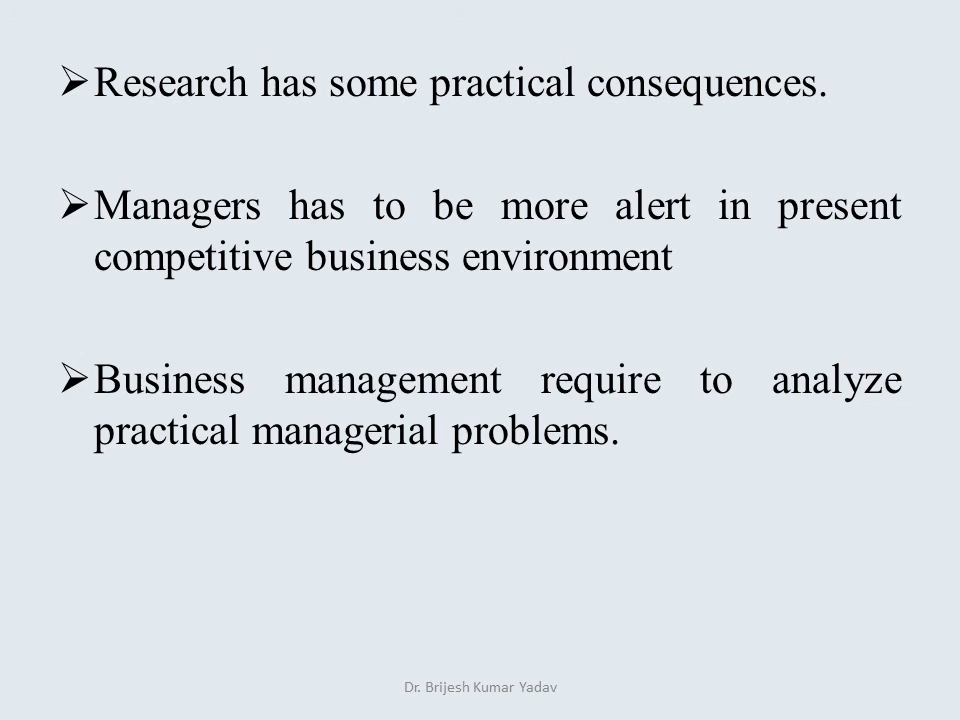 ➢ Research has some practical consequences.
➢ Managers has to be more alert in present
competitive business environment
➢ Business management require to analyze
practical managerial problems.
Dr. Brijesh Kumar Yadav